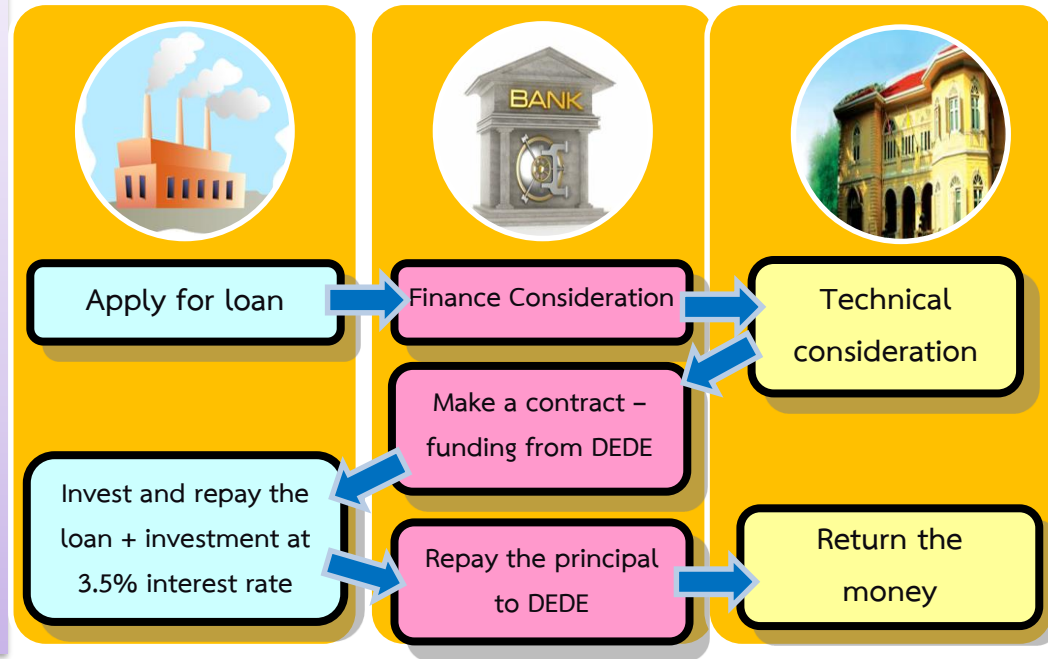 BANK
Apply for loan
Finance Consideration
Technical
consideration
Make a contract –
funding from DEDE
Invest and repay the
loan + investment at
3.5% interest rate
Repay the principal
to DEDE
Return the
money